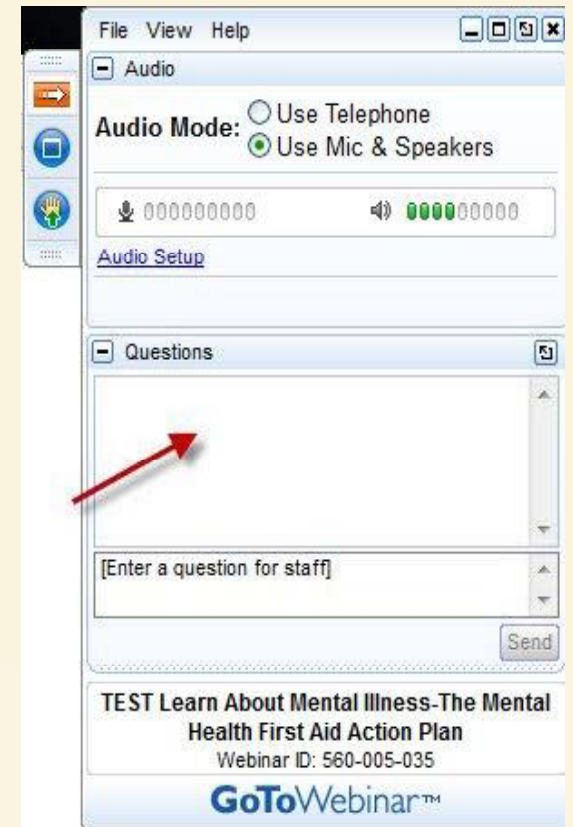 File View Help
Audio
Audio Mode: Use Telephone
Use Mic & Speakers
000000000 000000000
Audio Setup
Questions
[Enter a question for staff]
Send
TEST Learn About Mental Illness-The Mental
Health First Aid Action Plan
Webinar ID: 560-005-035
GoToWebinar™